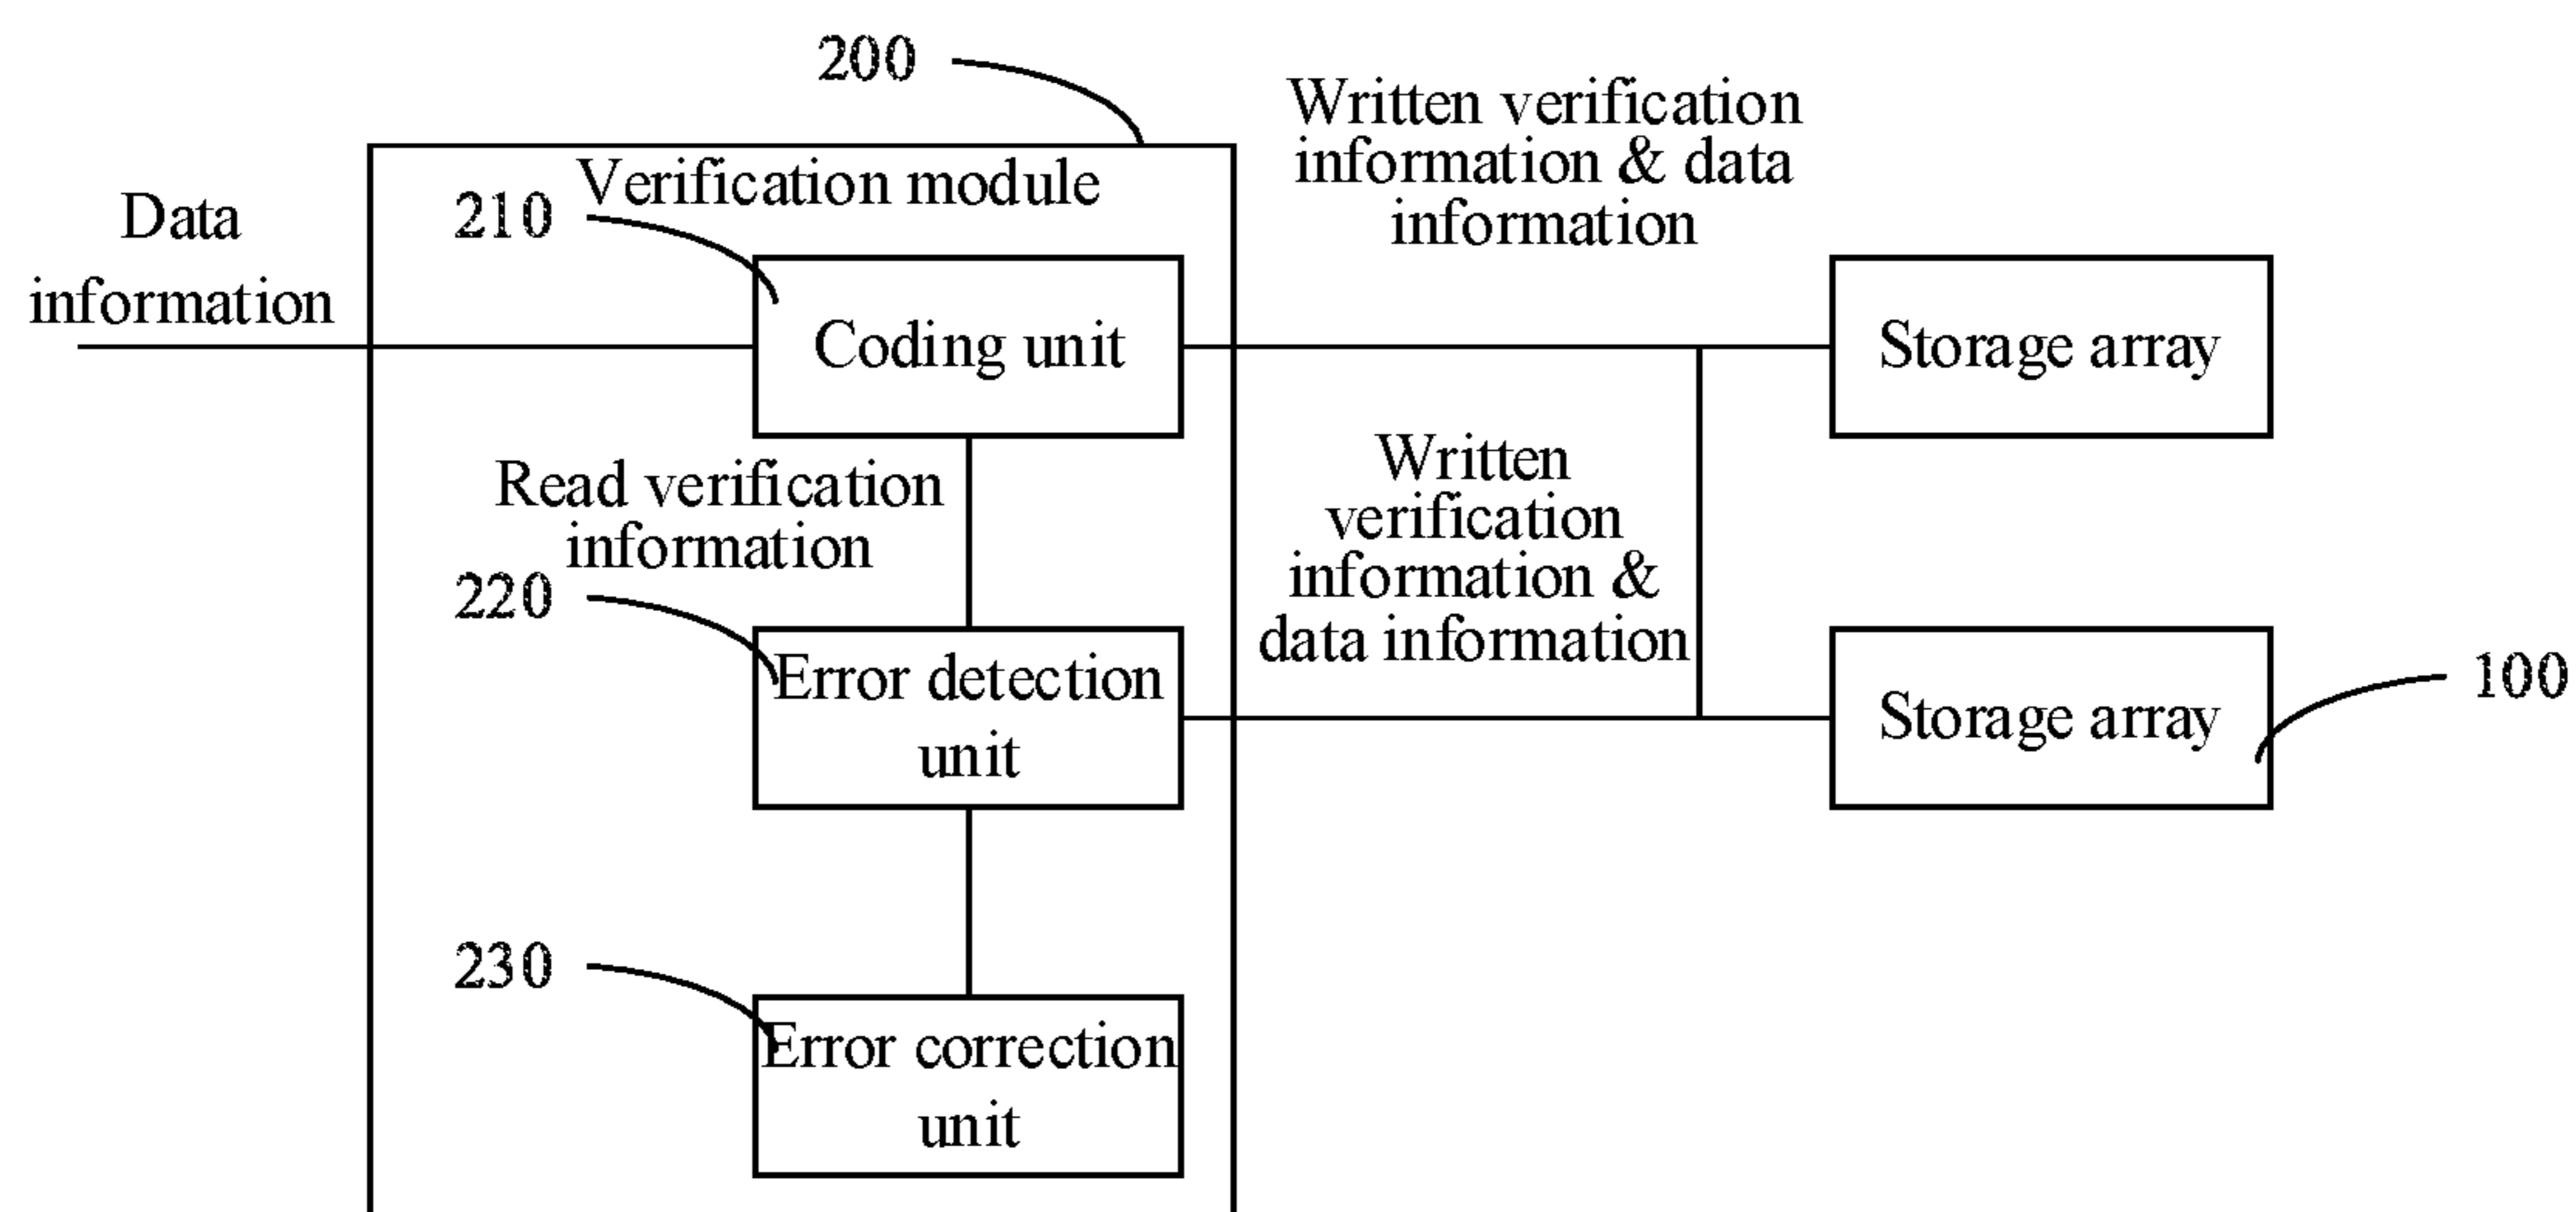 200
Written verification
information & data
information
Verification module
210
Data
information
Coding unit
Storage array
Read verification
information
Written
verification
information &
data information
220
Error detection
unit
Storage array
100
230
Error correction
unit